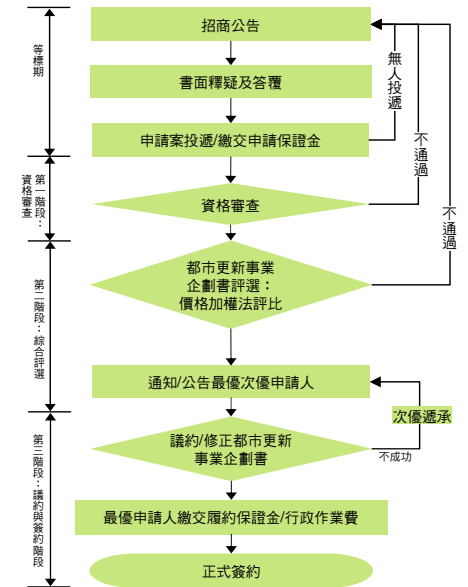 招商公告
等標期
書面釋疑及答覆
無人投遞
申請案投遞/繳交申請保證金
不通過
第一階段：
資格審查
資格審查
不通過
都市更新事業
企劃書評選：
價格加權法評比
第二階段：綜合評選
通知/公告最優次優申請人
次優遞承
議約/修正都市更新
事業企劃書
不成功
第三階段：議約與簽約階段
最優申請人繳交履約保證金/行政作業費
正式簽約